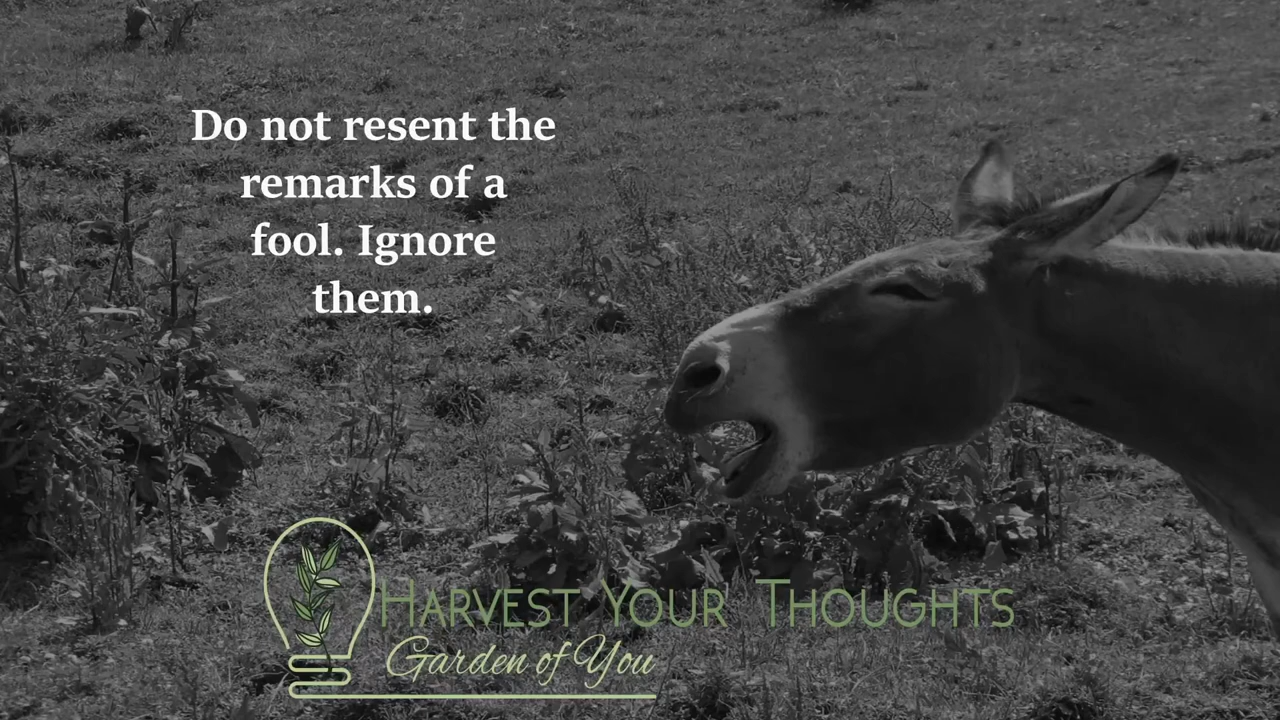 Do not resent the
remarks of a
fool. Ignore
them.
Harvest Your Thoughts
Garden of You